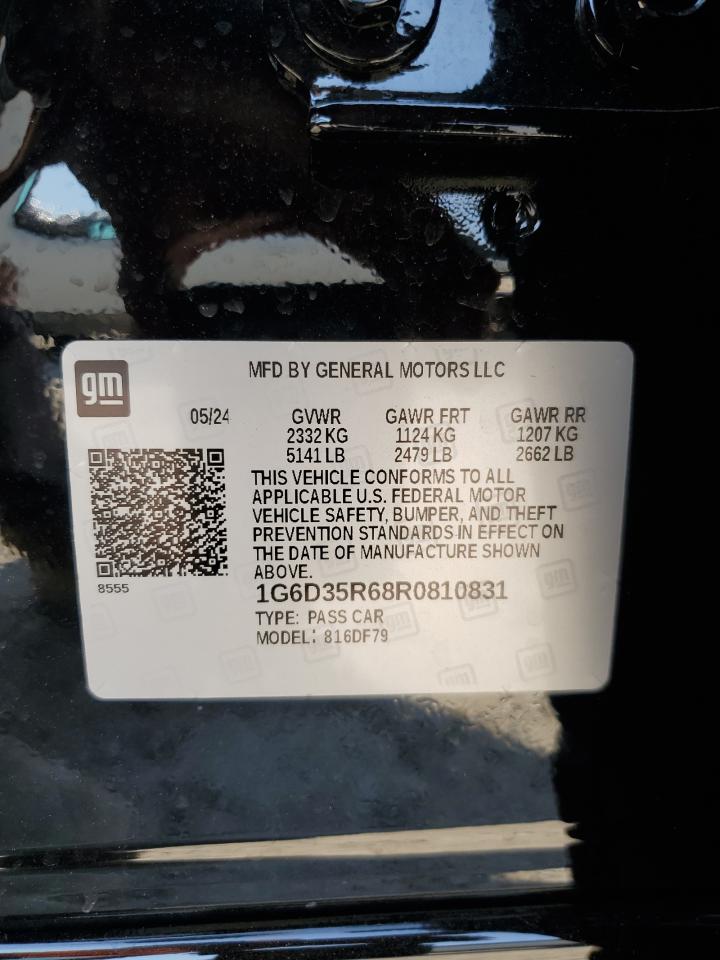 gm
MFD BY GENERAL MOTORS LLC
05/24 GVWR GAWR FRT GAWR RR
2332 KG 1124 KG 1207 KG
5141 LB 2479 LB 2662 LB
THIS VEHICLE CONFORMS TO ALL
APPLICABLE U.S. FEDERAL MOTOR
VEHICLE SAFETY, BUMPER, AND THEFT
PREVENTION STANDARDS IN EFFECT ON
THE DATE OF MANUFACTURE SHOWN
ABOVE.
8555
1G6D35R68R0810831
TYPE: PASS CAR
MODEL: 816DF79